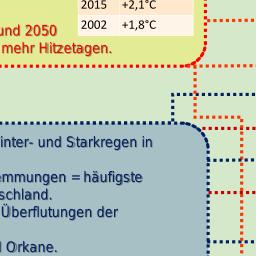 2015 +2,1°C
2002 +1,8°C
und 2050
mehr Hitzetagen.
inter- und Starkregen in
emmungen = häufigste
schland.
Überflutungen der
Orkane.